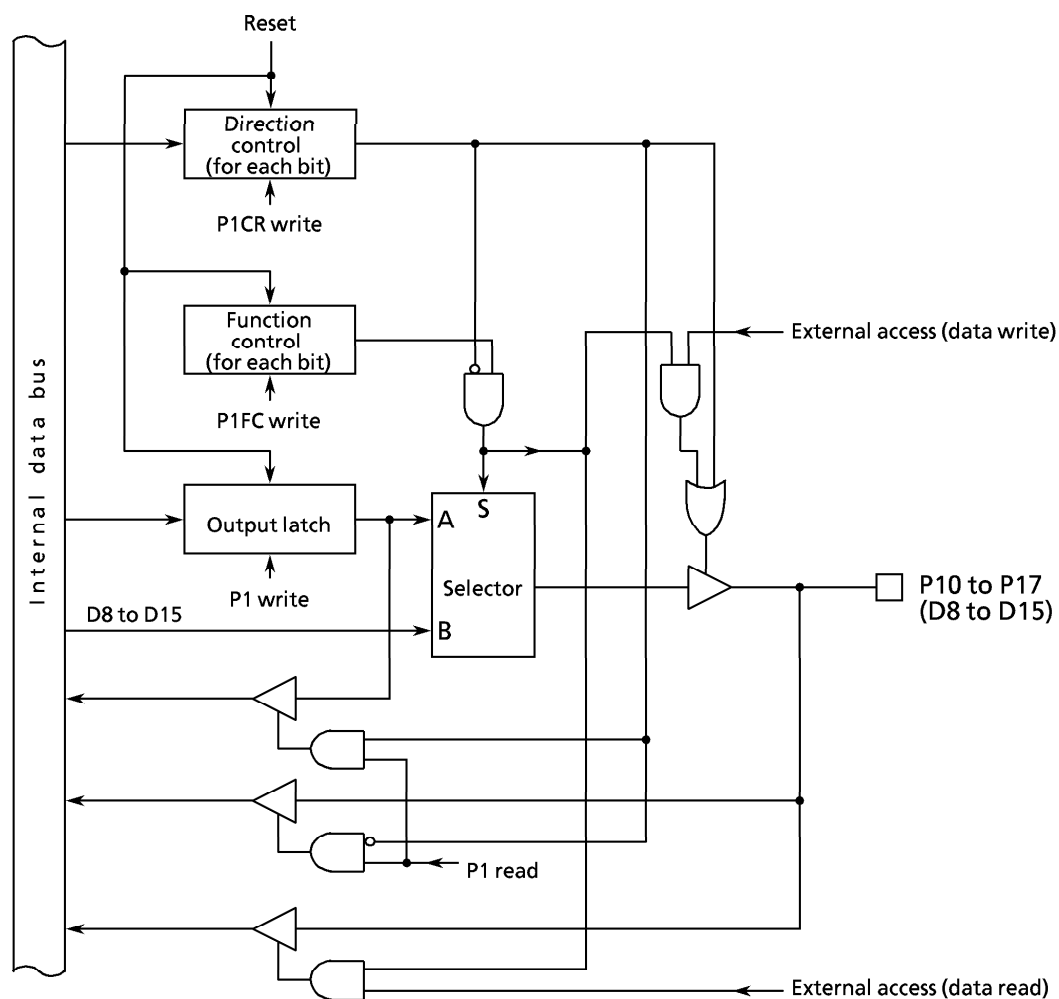 Reset
Direction
control
(for each bit)
P1CR write
Function
control
(for each bit)
External access (data write)
P1FC write
Internal data bus
Output latch
A
S
Selector
P10 to P17
(D8 to D15)
P1 write
D8 to D15
B
P1 read
External access (data read)